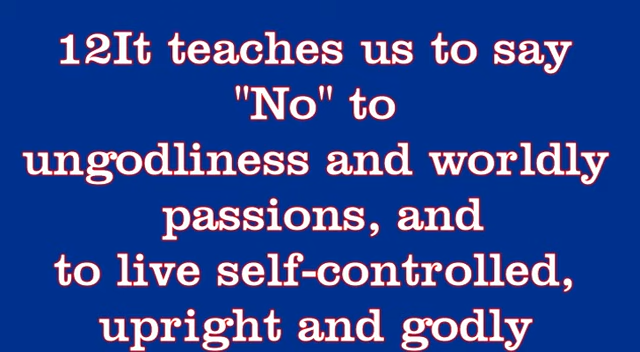 12It teaches us to say
"No" to
ungodliness and worldly
passions, and
to live self-controlled,
upright and godly